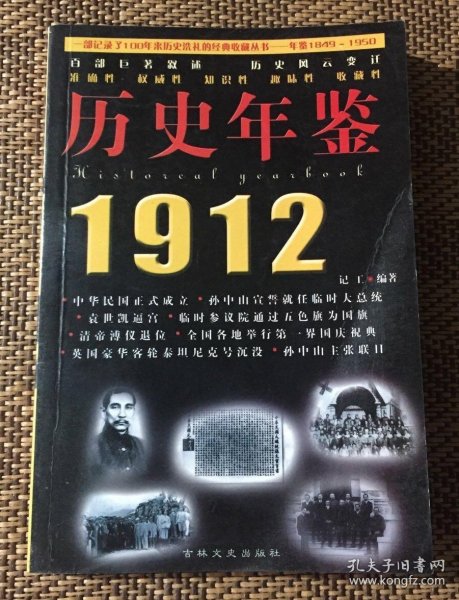 一部记录了100年来历史洗礼的经典收藏丛书——年鉴1849-1950
百部巨著叙述 历史风云变迁
准确性·权威性 知识性 趣味性 收藏性
历史年鉴
Historcal yearbook
1912
记工·编著
·中华民国正式成立 ·孙中山宣誓就任临时大总统
·袁世凯逼宫 ·临时参议院通过五色旗为国旗
·清帝溥仪退位 ·全国各地举行第一界国庆祝典
·英国豪华客轮泰坦尼克号沉没 ·孙中山主张联日
吉林文史出版社
孔夫子旧书网